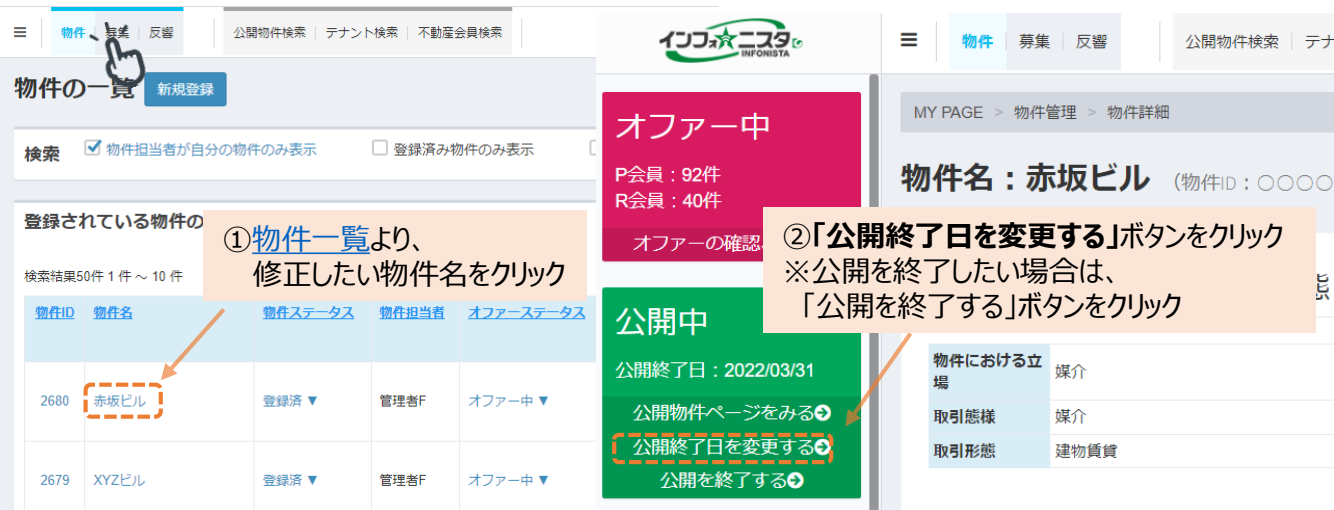 物件
反響
公開物件検索
テナント検索
不動産会員検索
物件の一覧
新規登録
検索
物件担当者が自分の物件のみ表示
登録済み物件のみ表示
登録されている物件の
①物件一覧より、
修正したい物件名をクリック
検索結果50件 1 件 ~ 10 件
物件ID
物件名
物件ステータス
物件担当者
オファーステータス
2680
赤坂ビル
登録済 ▼
管理者F
オファー中 ▼
2679
XYZビル
登録済 ▼
管理者F
オファー中 ▼
インフォニスタ
INFONISTA
オファー中
P会員:92件
R会員:40件
オファーの確認
公開中
公開終了日:2022/03/31
公開物件ページをみる
公開終了日を変更する
公開を終了する
物件
募集
反響
公開物件検索
テナ
MY PAGE > 物件管理 > 物件詳細
物件名:赤坂ビル (物件ID:○○○○
②「公開終了日を変更する」ボタンをクリック
※公開を終了したい場合は、
「公開を終了する」ボタンをクリック
物件における立場
媒介
取引態様
媒介
取引形態
建物賃貸